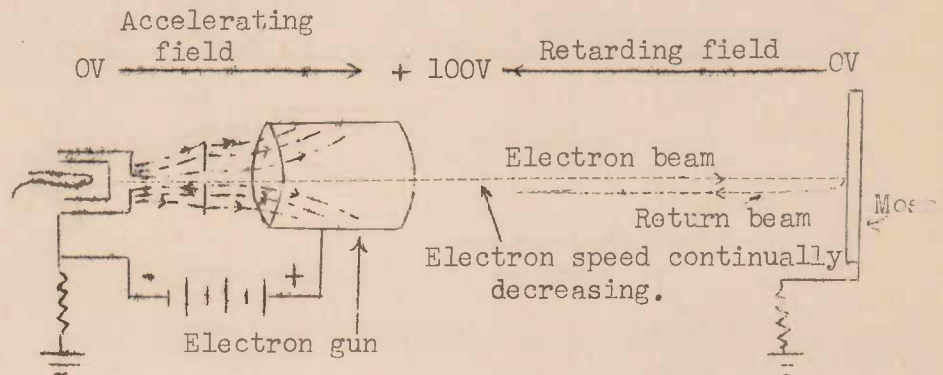 Accelerating
field
0V + 100V Retarding field 0V
Electron beam
Return beam
Electron speed continually
decreasing.
- +
Electron gun